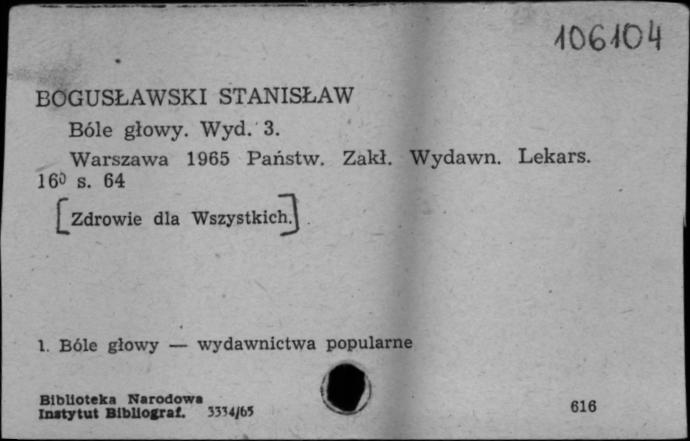 106104
BOGUSŁAWSKI STANISŁAW
Bóle głowy. Wyd. 3.
Warszawa 1965 Państw. Zakł. Wydawn. Lekars.
16⁰ s. 64
[Zdrowie dla Wszystkich.]
1. Bóle głowy — wydawnictwa popularne
Biblioteka Narodowa
Instytut Bibliograf. 3334/65
616